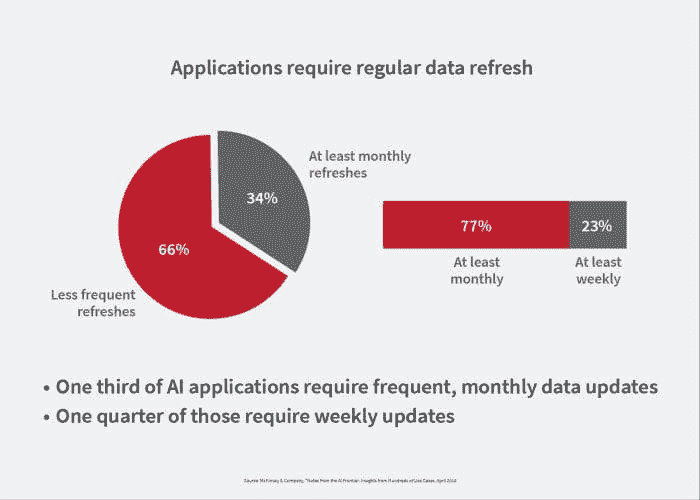 Applications require regular data refresh
At least monthly
refreshes
34%
66%
Less frequent
refreshes
77%
23%
At least
monthly
At least
weekly
• One third of AI applications require frequent, monthly data updates
• One quarter of those require weekly updates
Source: McKinsey & Company, "Notes from the AI Frontier: Insights from Hundreds of Use Cases, April 2018